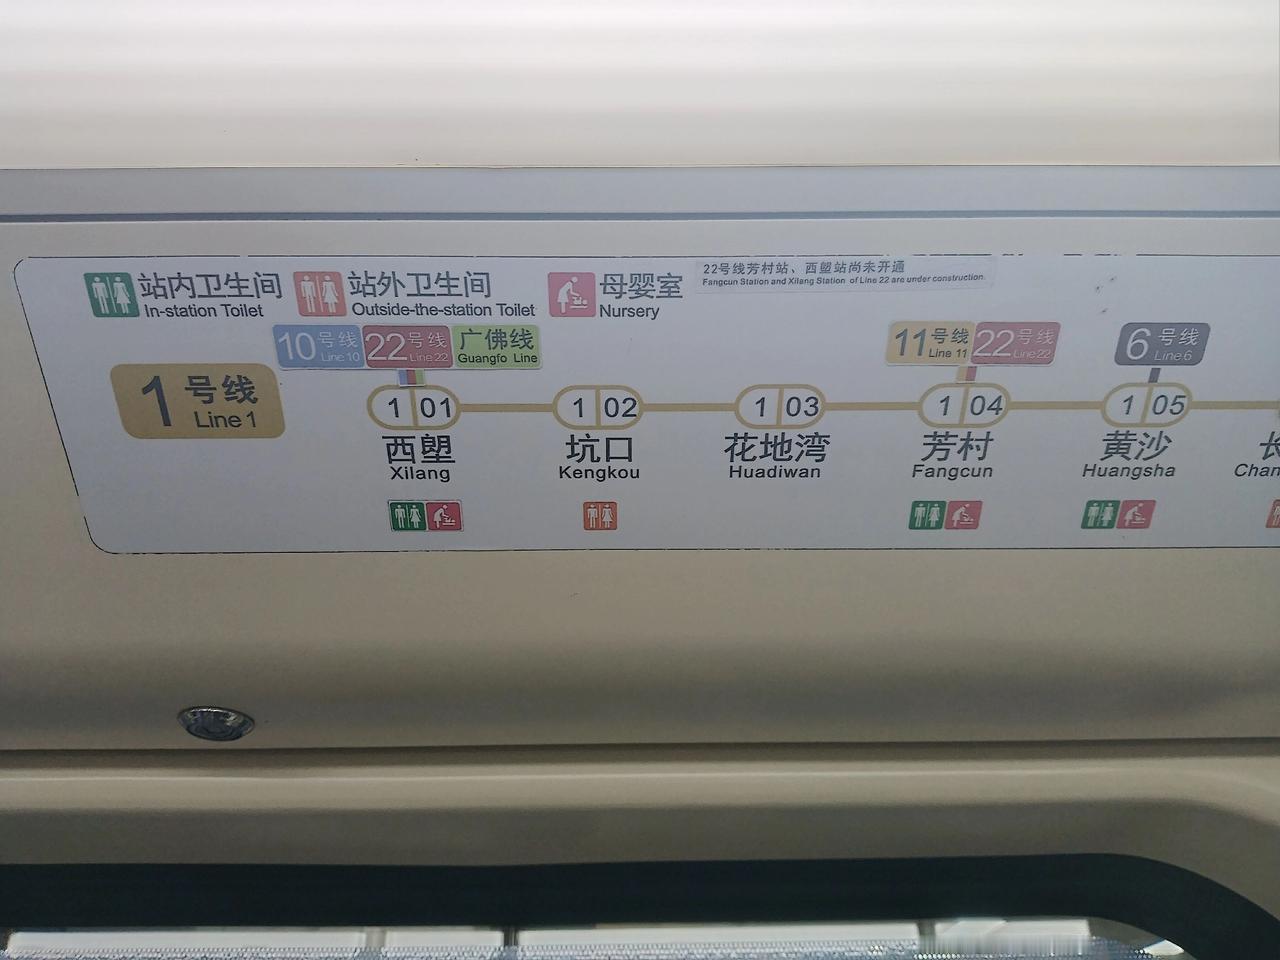 站内卫生间
In-station Toilet
站外卫生间
Outside-the-station Toilet
母婴室
Nursery
22号线芳村站、西塱站尚未开通
Fangcun Station and Xilang Station of Line 22 are under construction.
10号线
Line 10
22号线
Line 22
广佛线
Guangfo Line
11号线
Line 11
22号线
Line 22
6号线
Line 6
1号线
Line 1
1 01
1 02
1 03
1 04
1 05
西塱
Xilang
坑口
Kengkou
花地湾
Huadiwan
芳村
Fangcun
黄沙
Huangsha
长
Chan